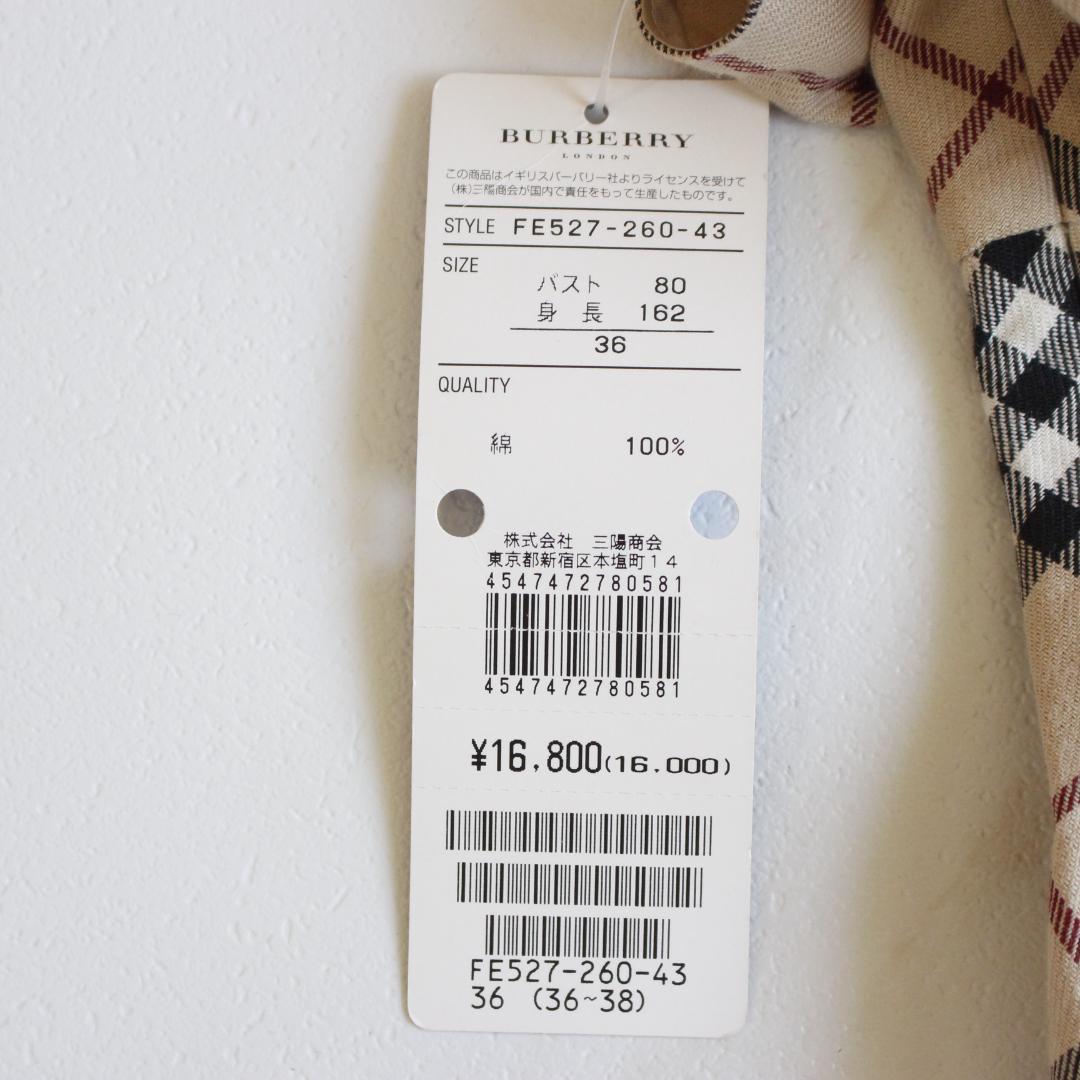 BURBERRY
LONDON
この商品はイギリスバーバリー社よりライセンスを受けて
(株)三陽商会が国内で責任をもって生産したものです。
STYLE FE527-260-43
SIZE
バスト 80
身 長 162
36
QUALITY
綿 100%
株式会社 三陽商会
東京都新宿区本塩町14
4547472780581
4547472780581
¥16,800(16.000)
FE527-260-43
36 (36~38)